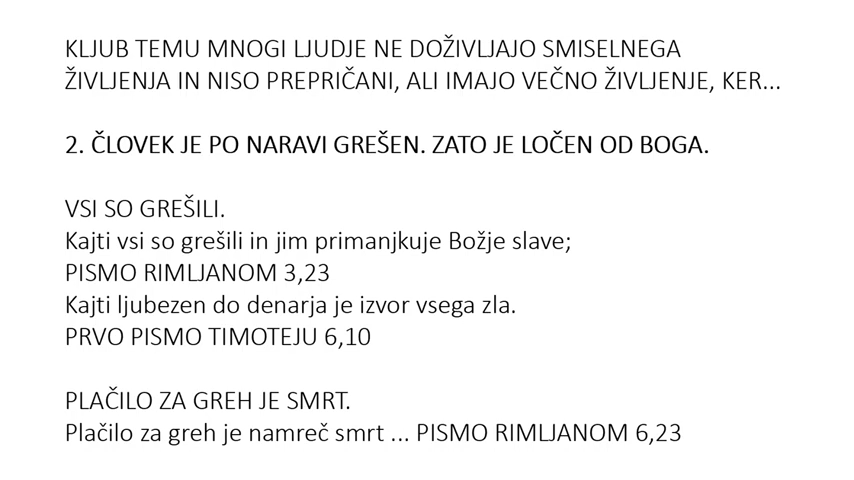 KLJUB TEMU MNOGI LJUDJE NE DOŽIVLJAJO SMISELNEGA
ŽIVLJENJA IN NISO PREPRIČANI, ALI IMAJO VEČNO ŽIVLJENJE, KER...
2. ČLOVEK JE PO NARAVI GREŠEN. ZATO JE LOČEN OD BOGA.
VSI SO GREŠILI.
Kajti vsi so grešili in jim primanjkuje Božje slave;
PISMO RIMLJANOM 3,23
Kajti ljubezen do denarja je izvor vsega zla.
PRVO PISMO TIMOTEJU 6,10
PLAČILO ZA GREH JE SMRT.
Plačilo za greh je namreč smrt ... PISMO RIMLJANOM 6,23